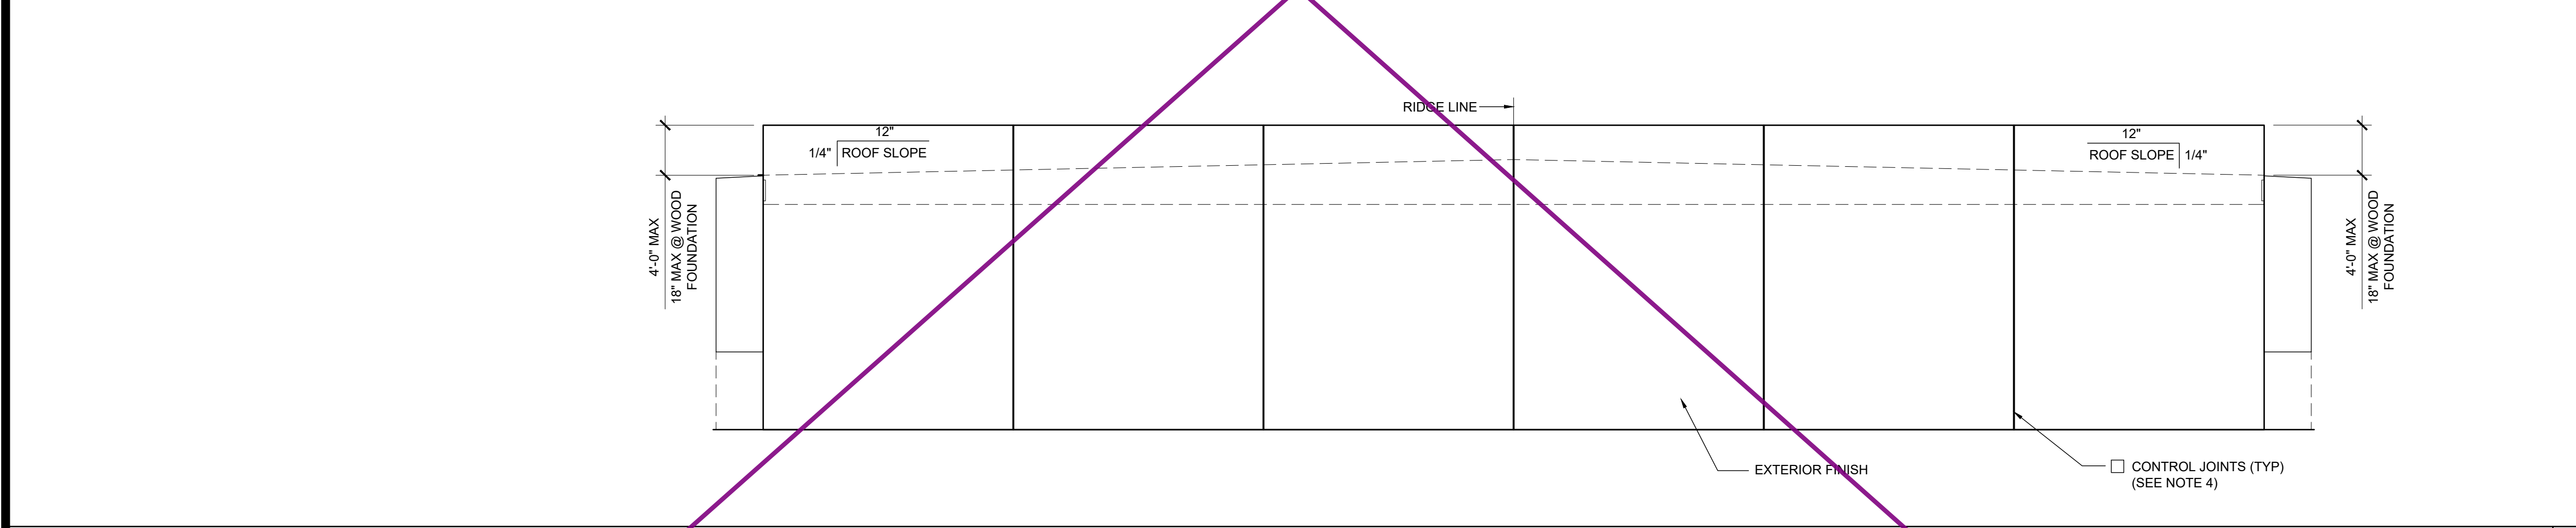 RIDGE LINE
12"
1/4" ROOF SLOPE
12"
ROOF SLOPE 1/4"
4'-0" MAX
18" MAX @ WOOD
FOUNDATION
4'-0" MAX
18" MAX @ WOOD
FOUNDATION
EXTERIOR FINISH
CONTROL JOINTS (TYP)
(SEE NOTE 4)